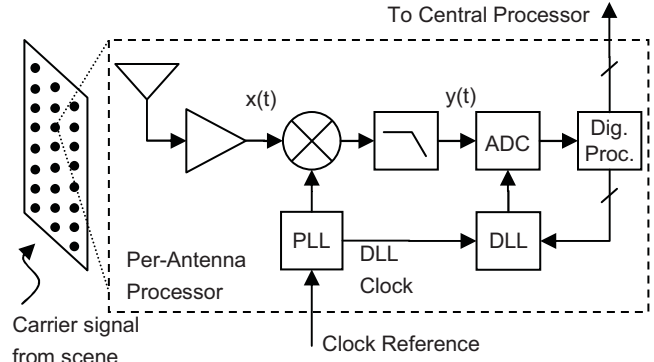 To Central Processor
x(t)
y(t)
ADC
Dig.
Proc.
PLL
DLL
Clock
DLL
Per-Antenna
Processor
Carrier signal
from scene
Clock Reference